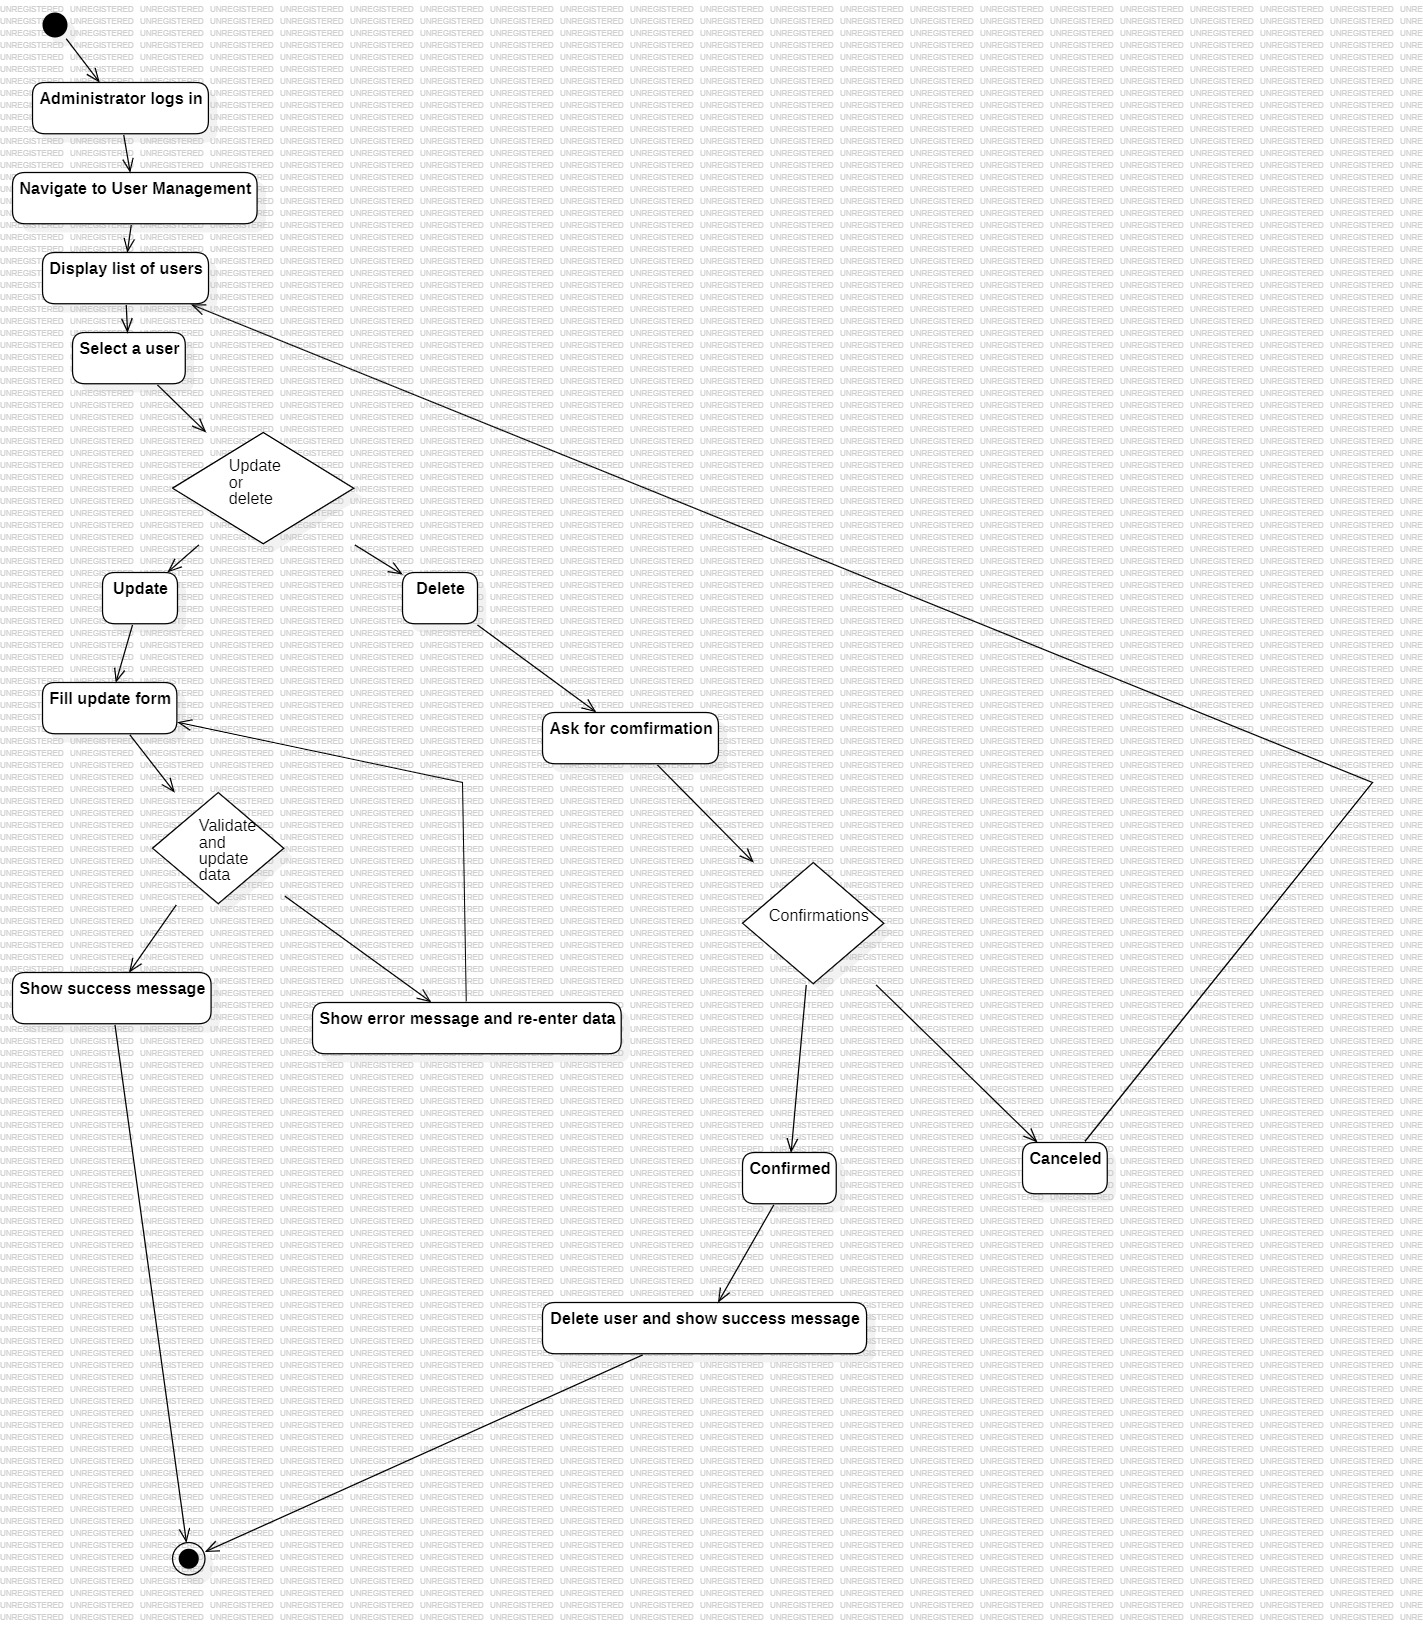 Administrator logs in
Navigate to User Management
Display list of users
Select a user
Update
or
delete
Update
Delete
Fill update form
Ask for comfirmation
Validate
and
update
data
Confirmations
Show success message
Show error message and re-enter data
Confirmed
Canceled
Delete user and show success message
UNREGISTERED